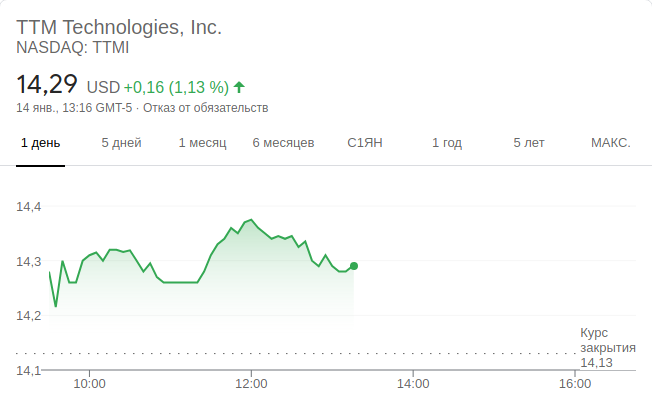 TTM Technologies, Inc.
NASDAQ: TTMI
14,29 USD +0,16 (1,13 %)
14 янв., 13:16 GMT-5 · Отказ от обязательств
1 день 5 дней 1 месяц 6 месяцев С1ЯН 1 год 5 лет МАКС.
14,4
14,3
14,2
Курс
закрытия
14,13
14,1
10:00 12:00 14:00 16:00